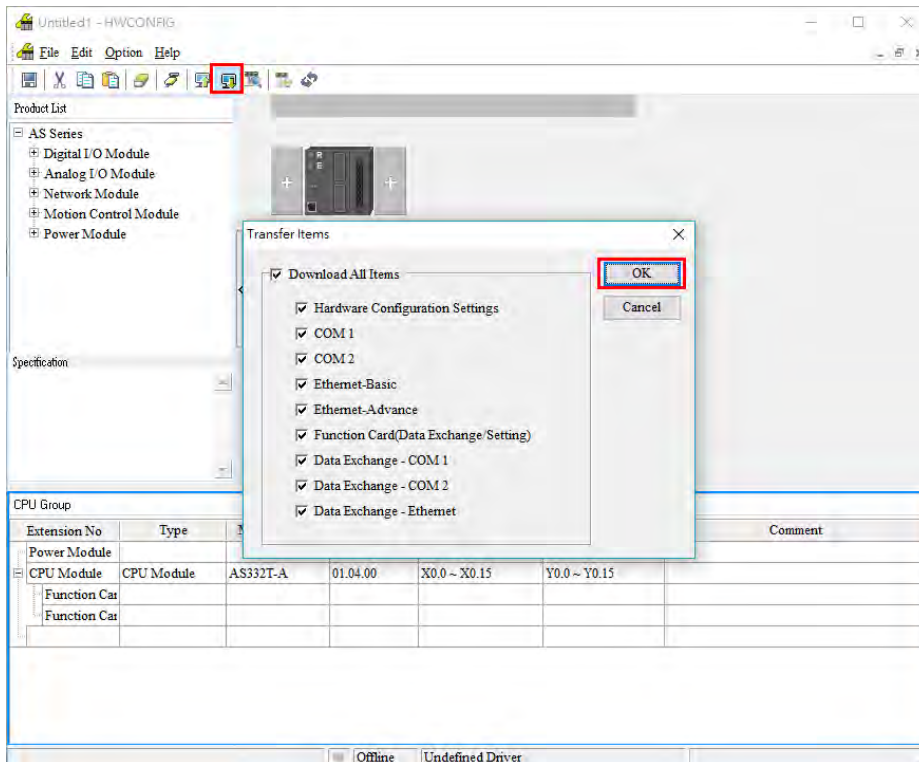 Untitled1 - HWCONFIG
File Edit Option Help
Product List
AS Series
Digital I/O Module
Analog I/O Module
Network Module
Motion Control Module
Power Module
R
E
Transfer Items
Download All Items
OK
Hardware Configuration Settings
Cancel
COM 1
COM 2
Ethernet-Basic
Ethernet-Advance
Function Card(Data Exchange/Setting)
Data Exchange - COM 1
Data Exchange - COM 2
Data Exchange - Ethernet
Specification
CPU Group
Extension No Type Comment
Power Module
CPU Module CPU Module AS332T-A 01.04.00 X0.0 ~ X0.15 Y0.0 ~ Y0.15
Function Car
Function Car
Offline Undefined Driver